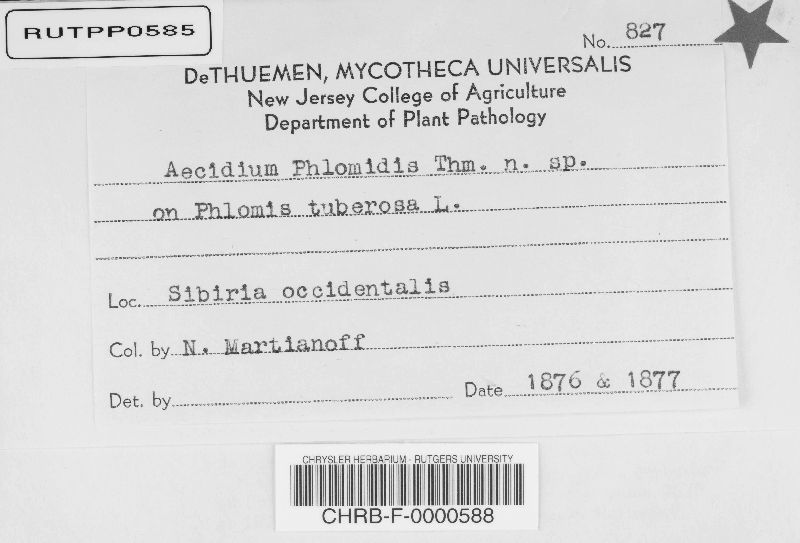 RUTPP0585
No. 827
DeTHUEMEN, MYCOTHECA UNIVERSALIS
New Jersey College of Agriculture
Department of Plant Pathology
Aecidium Phlomidis Thm. n. sp.
on Phlomis tuberosa L.
Loc. Sibiria occidentalis
Col. by N. Martianoff
Det. by
Date 1876 & 1877
CHRYSLER HERBARIUM - RUTGERS UNIVERSITY
CHRB-F-0000588